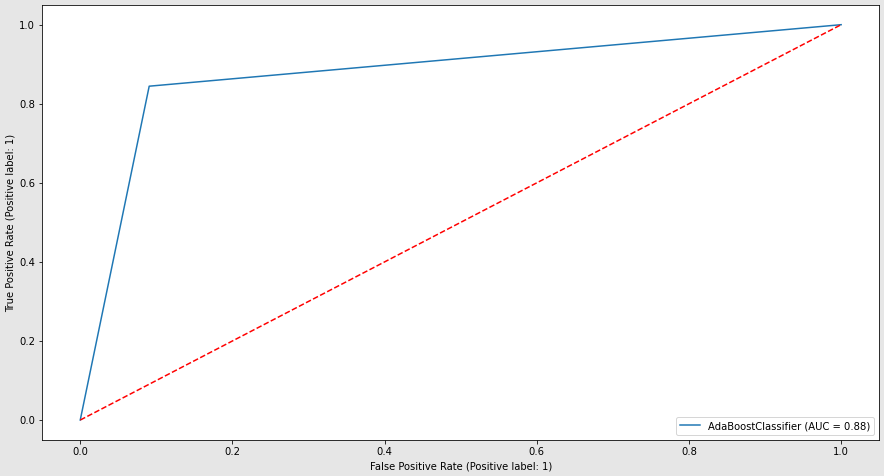 1.0
0.8
0.6
0.4
0.2
0.0
True Positive Rate (Positive label: 1)
0.0 0.2 0.4 0.6 0.8 1.0
False Positive Rate (Positive label: 1)
AdaBoostClassifier (AUC = 0.88)